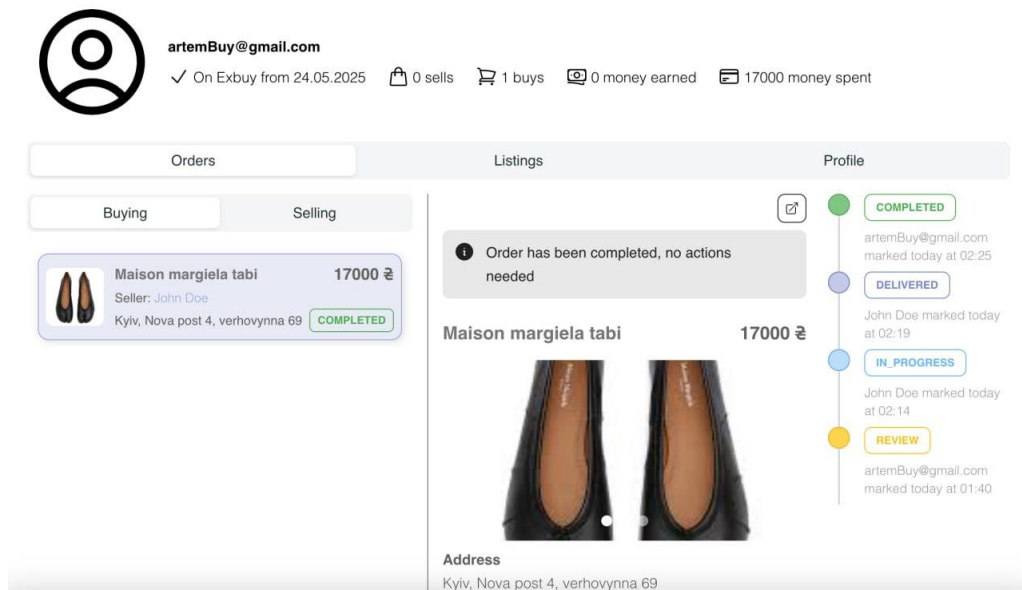 artemBuy@gmail.com
On Exbuy from 24.05.2025 0 sells 1 buys 0 money earned 17000 money spent
Orders Listings Profile
Buying Selling
Maison margiela tabi 17000 ₴
Seller: John Doe
Kyiv, Nova post 4, verhovynna 69 COMPLETED
Order has been completed, no actions
needed
Maison margiela tabi 17000 ₴
Address
Kyiv, Nova post 4, verhovynna 69
COMPLETED
artemBuy@gmail.com
marked today at 02:25
DELIVERED
John Doe marked today
at 02:19
IN_PROGRESS
John Doe marked today
at 02:14
REVIEW
artemBuy@gmail.com
marked today at 01:40